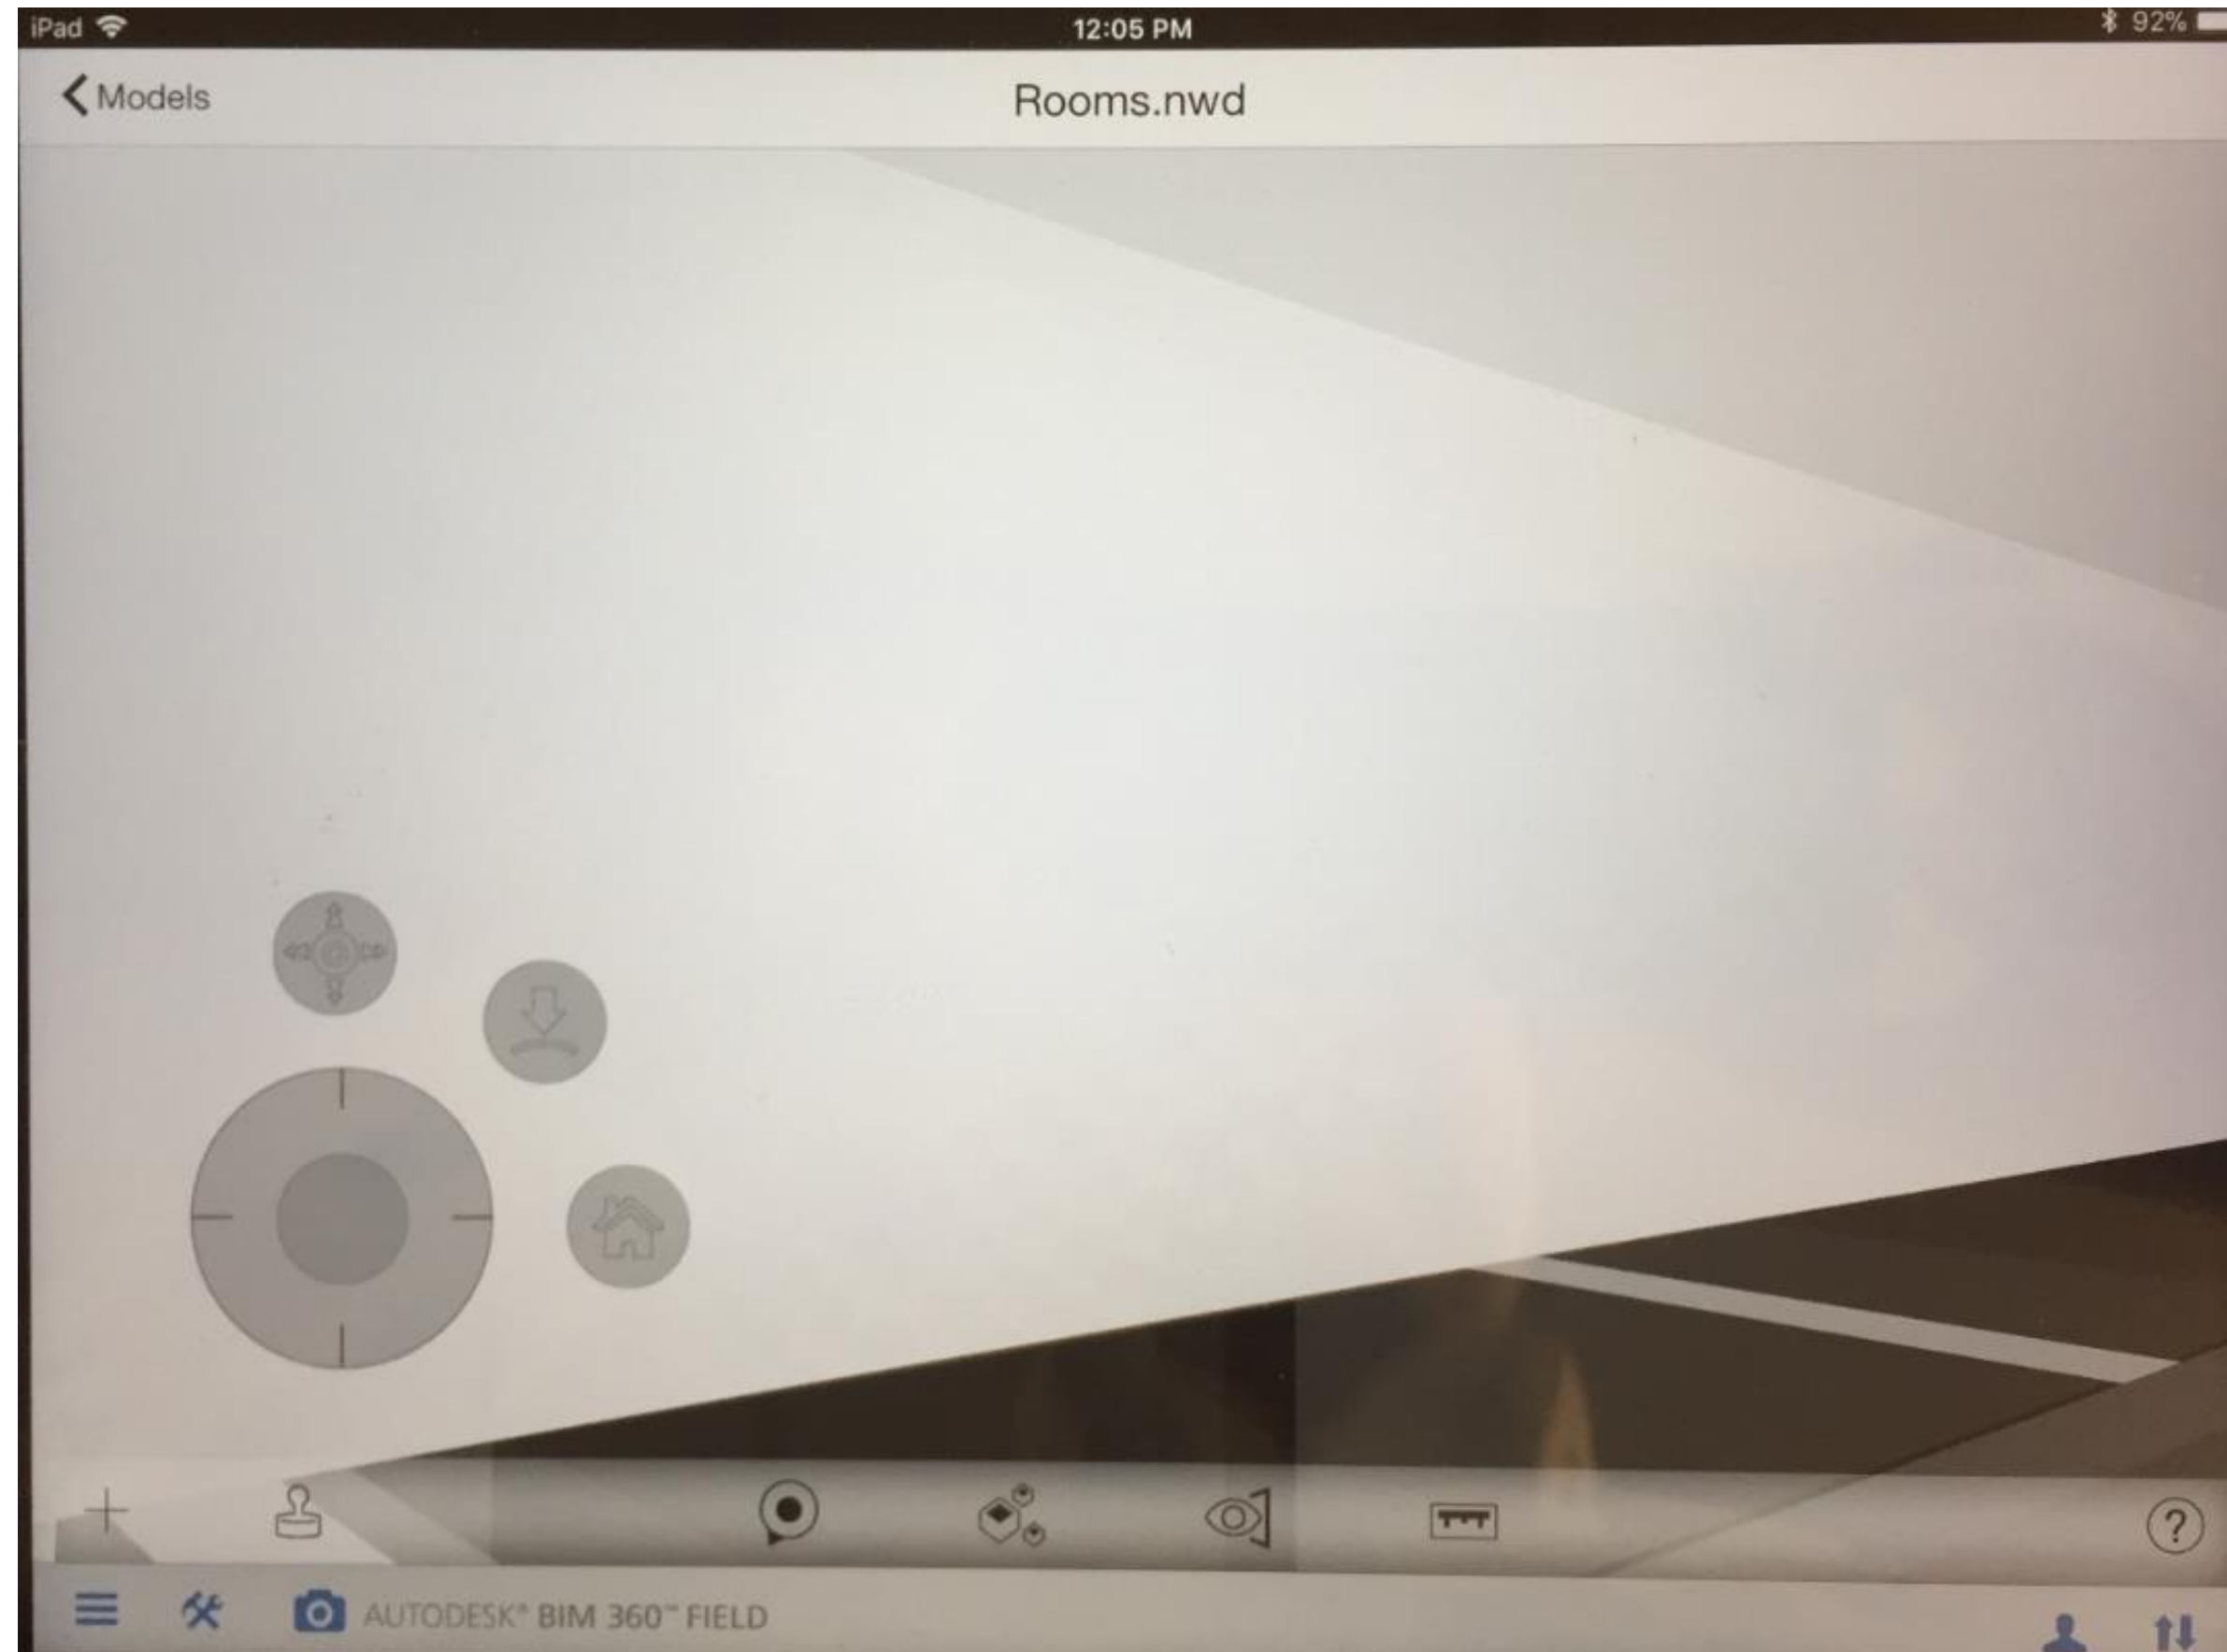 iPad
12:05 PM
92%
Models
Rooms.nwd
?
AUTODESK® BIM 360™ FIELD